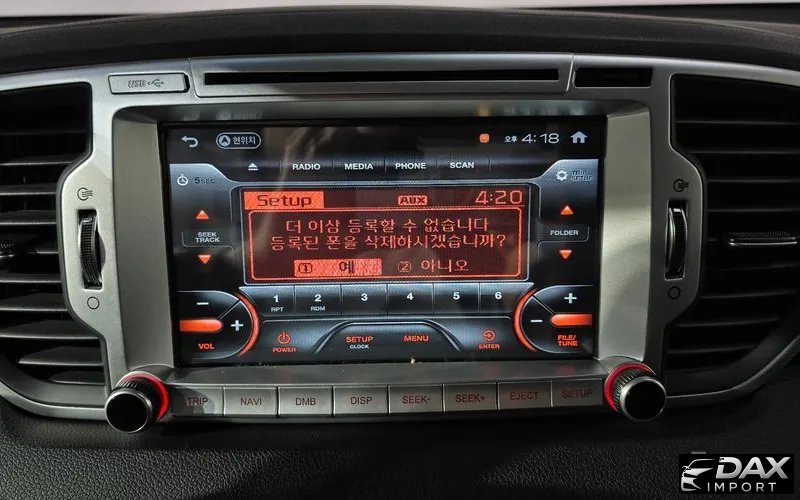 USB
현위치
오후 4:18
RADIO MEDIA PHONE SCAN
5SEC
TRIP SETUP
Setup AUX 4:20
더 이상 등록할 수 없습니다
등록된 폰을 삭제하시겠습니까?
① 예 ② 아니오
SEEK
TRACK
FOLDER
1 2 3 4 5 6
RPT RDM
VOL
POWER
SETUP
CLOCK
MENU
ENTER
FILE/
TUNE
TRIP NAVI DMB DISP SEEK- SEEK+ EJECT SETUP
DAX
IMPORT